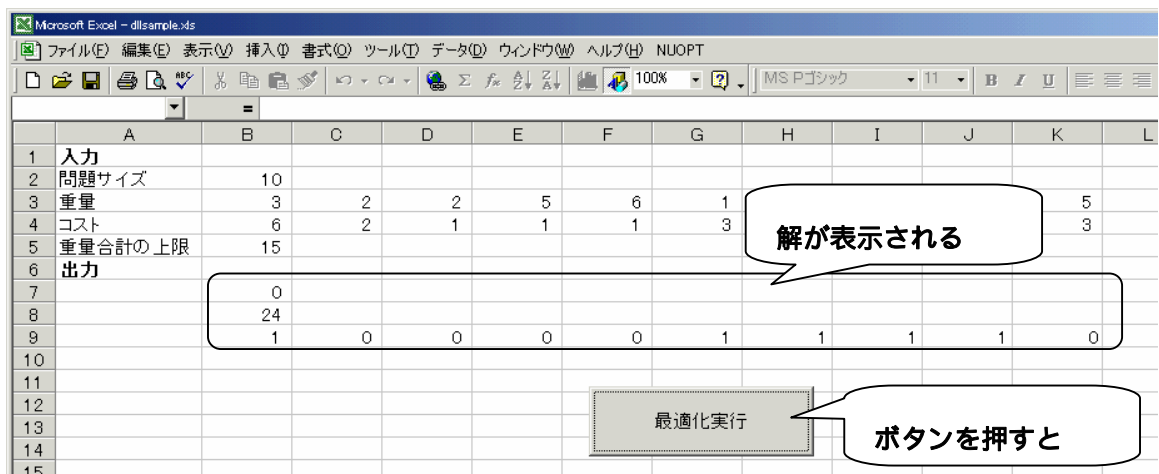 Microsoft Excel - dllsample.xls
ファイル(F) 編集(E) 表示(V) 挿入(I) 書式(O) ツール(T) データ(D) ウィンドウ(W) ヘルプ(H) NUOPT
100% MS Pゴシック 11 B I U
=
A B C D E F G H I J K L
1 入力
2 問題サイズ 10
3 重量 3 2 2 5 6 1 5
4 コスト 6 2 1 1 1 3 3
解が表示される
5 重量合計の上限 15
6 出力
7 0
8 24
9 1 0 0 0 0 1 1 1 1 0
10
11
12
最適化実行
13
ボタンを押すと
14
15